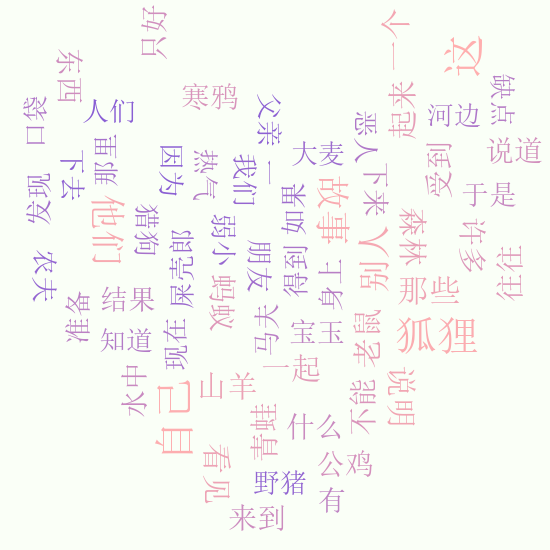 只好
一个
这
东西
口袋
人们
寒鸦
父亲
起来
缺点
河边
恶人
说道
那里
下去
因为
热气
我们
一
大麦
下来
受到
于是
发现
他们
猎狗
弱小
如果
故事
别人
森林
许多
往往
农夫
屎壳郎
朋友
得到
身上
那些
准备
结果
蚂蚁
马夫
宝玉
老鼠
狐狸
知道
现在
水中
自己
山羊
一起
不能
说明
青蛙
什么
看见
公鸡
野猪
有
来到